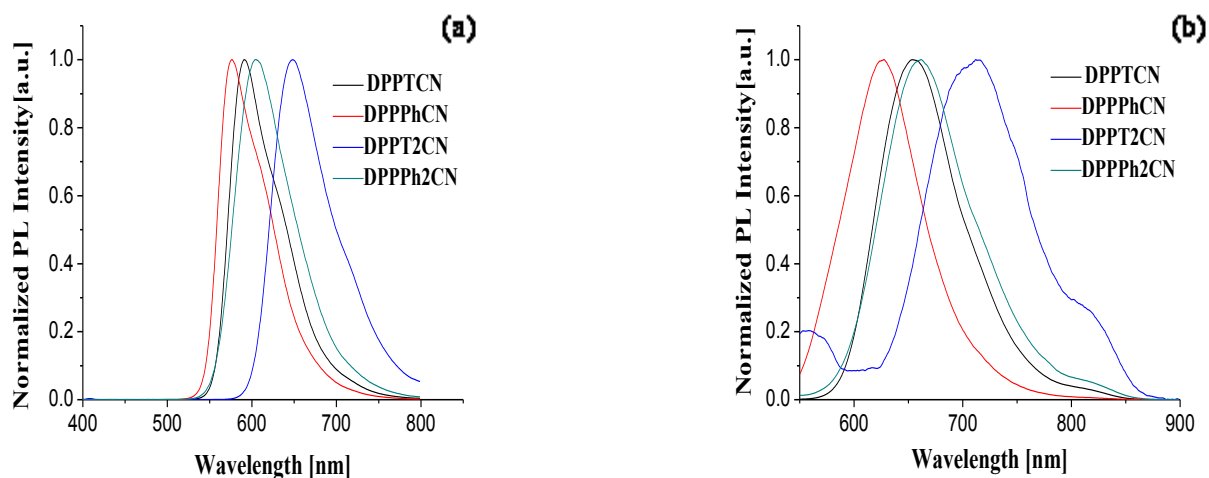 (a)
Normalized PL Intensity[a.u.]
1.0
0.8
0.6
0.4
0.2
0.0
400
500
600
700
800
Wavelength [nm]
DPPTCN
DPPPhCN
DPPT2CN
DPPPh2CN
(b)
Normalized PL Intensity [a.u.]
1.0
0.8
0.6
0.4
0.2
0.0
600
700
800
900
Wavelength [nm]
DPPTCN
DPPPhCN
DPPT2CN
DPPPh2CN